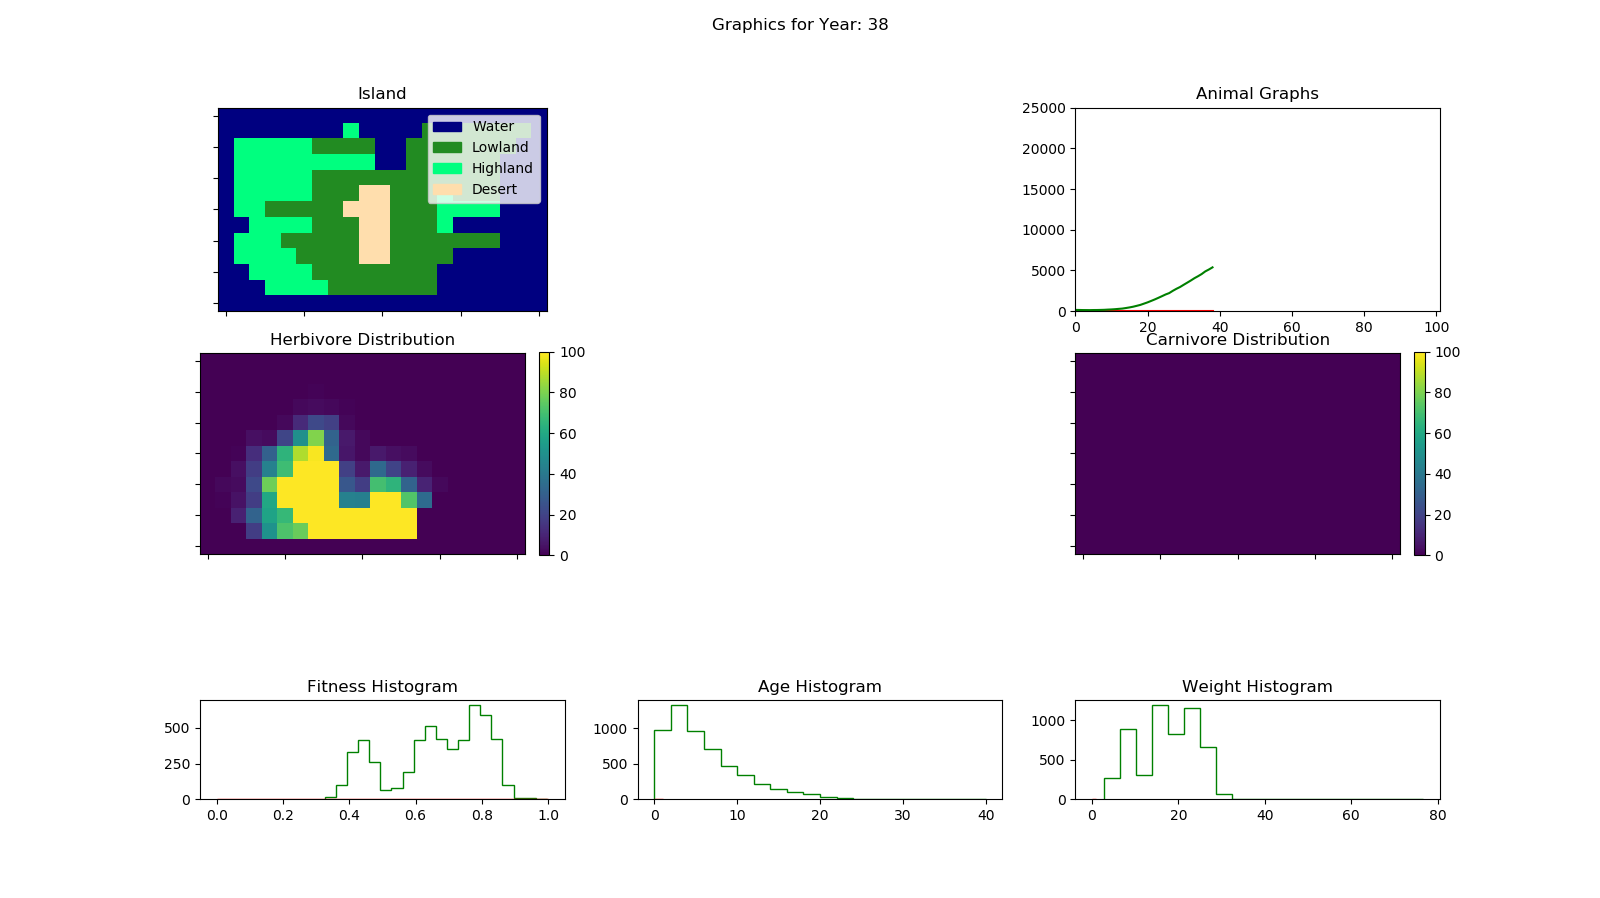 Graphics for Year: 38
Island
Water
Lowland
Highland
Desert
Animal Graphs
25000
20000
15000
10000
5000
0
0 20 40 60 80 100
Herbivore Distribution
100
80
60
40
20
0
Carnivore Distribution
100
80
60
40
20
0
Fitness Histogram
500
250
0
0.0 0.2 0.4 0.6 0.8 1.0
Age Histogram
1000
500
0
0 10 20 30 40
Weight Histogram
1000
500
0
0 20 40 60 80